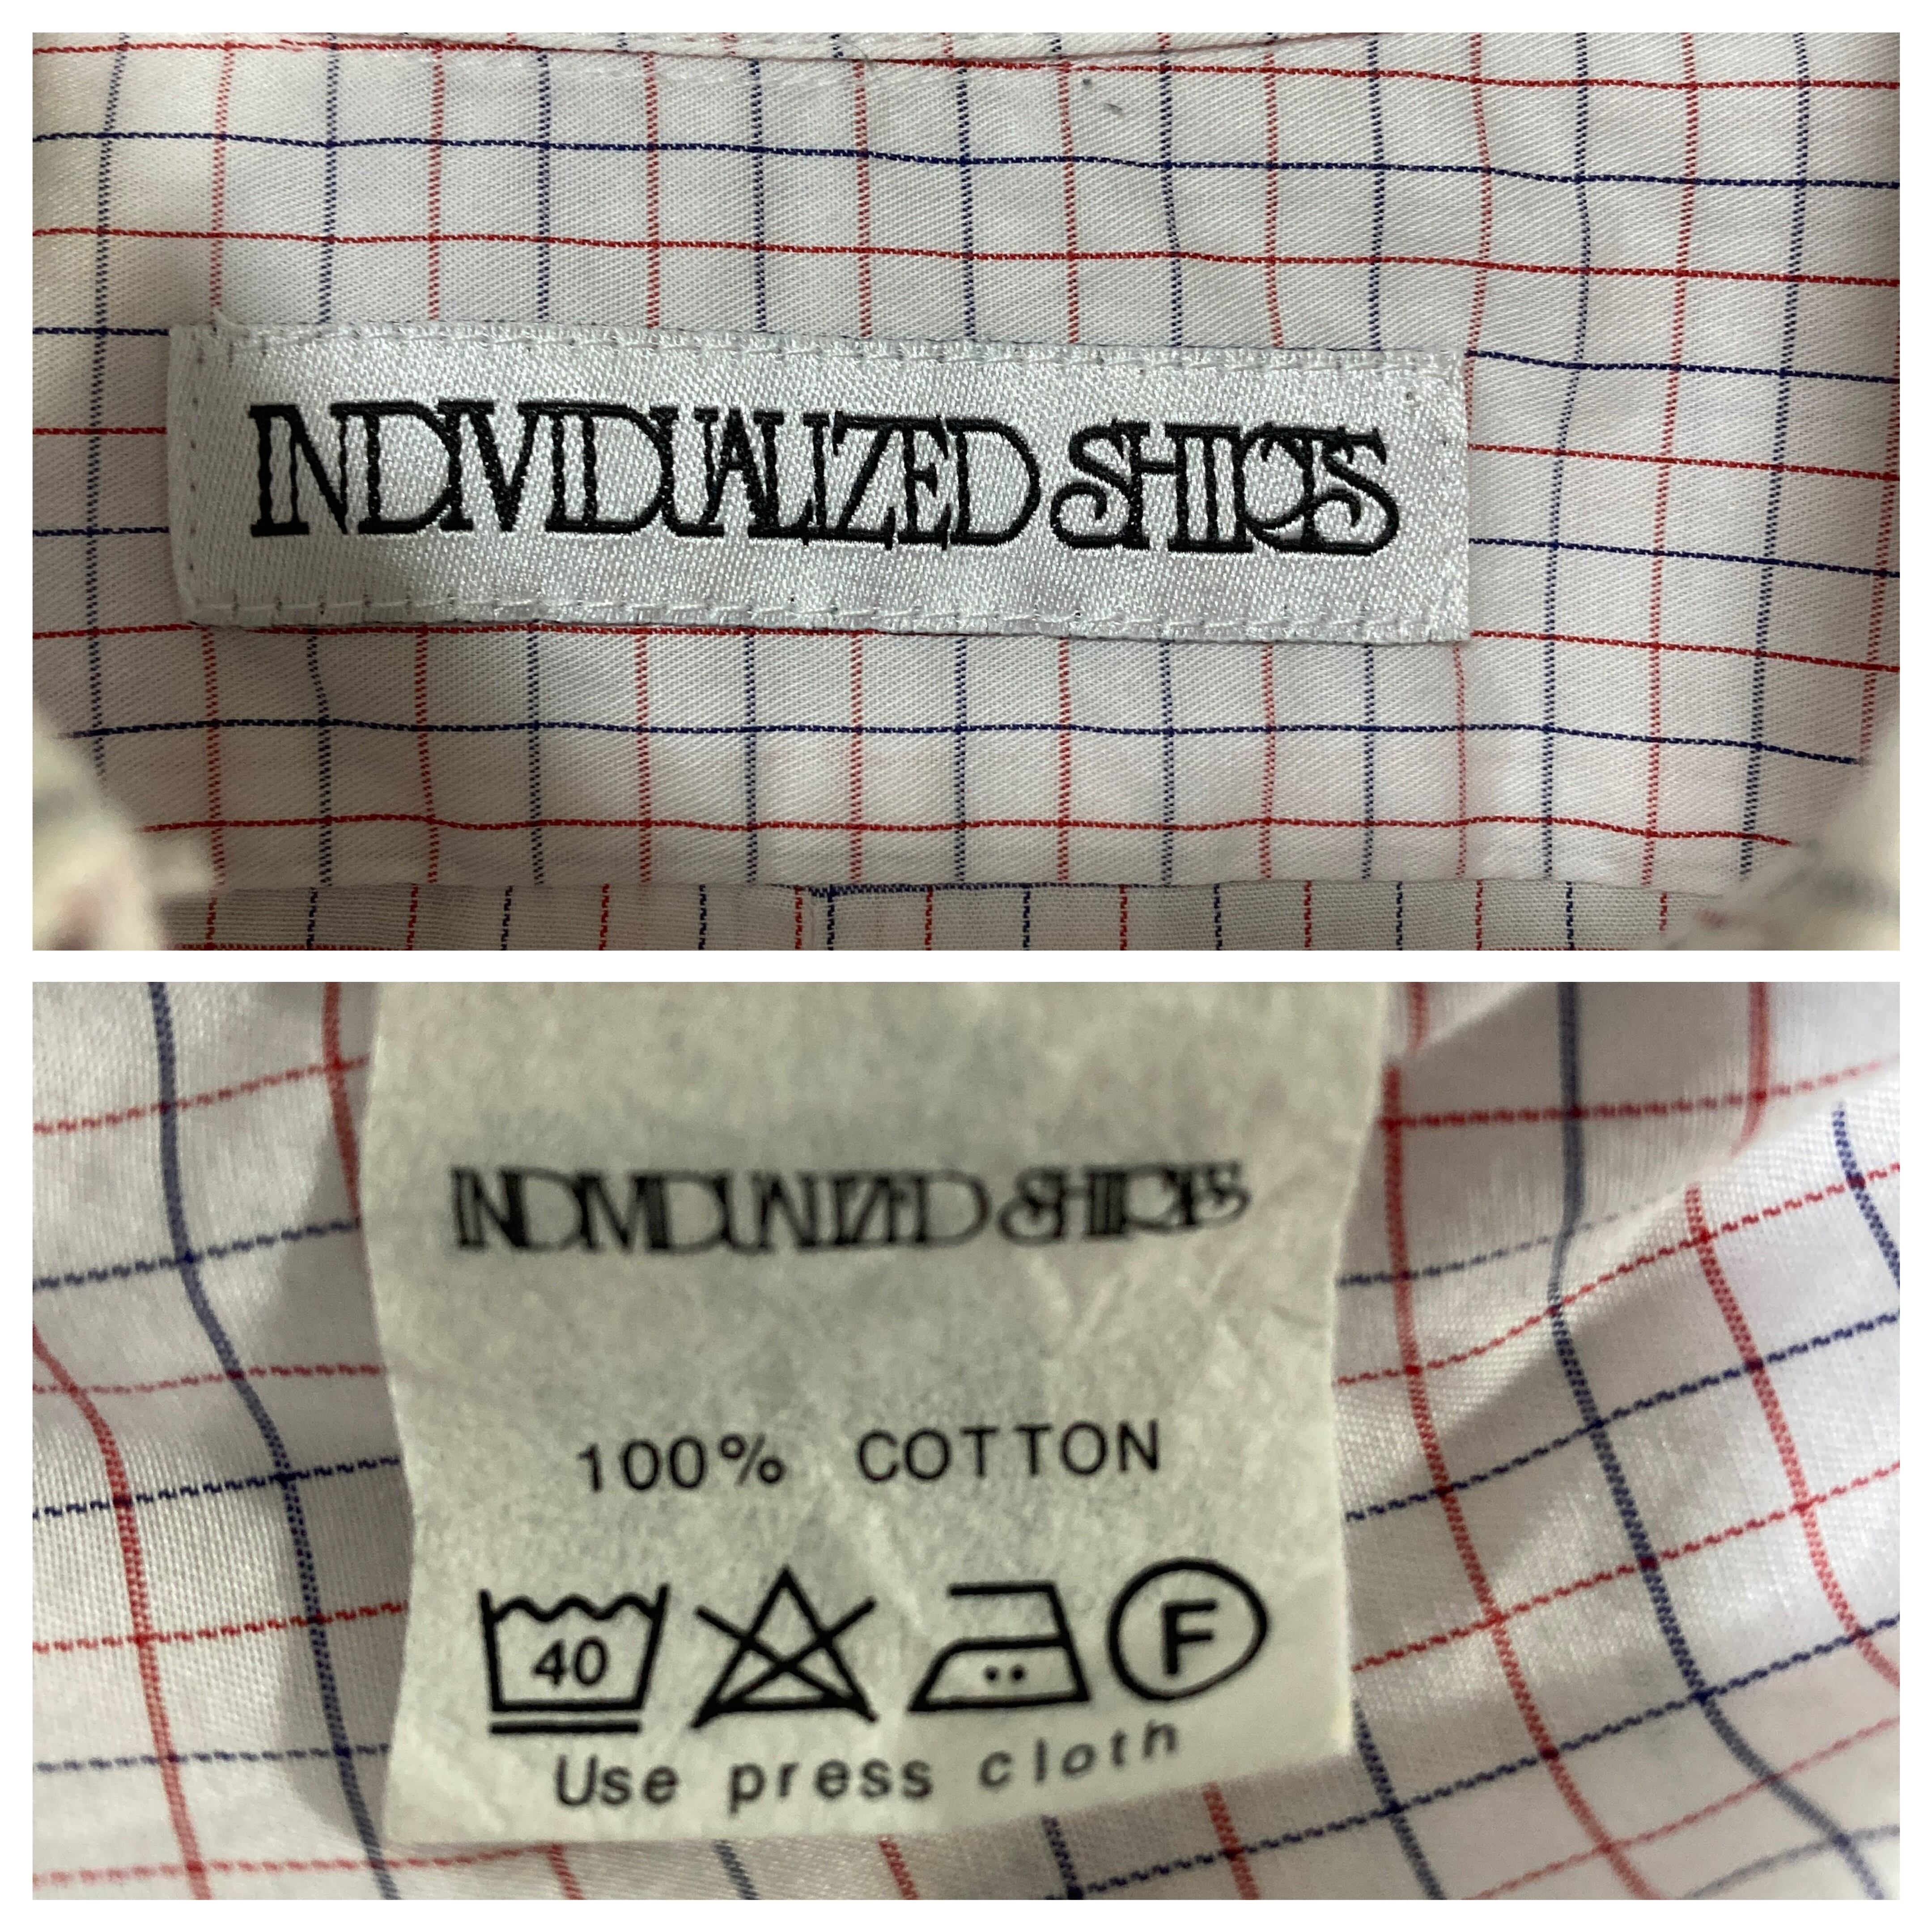 INDIVIDUALIZED SHIRTS
INDIVIDUALIZED SHIRTS
100% COTTON
40
F
Use press cloth